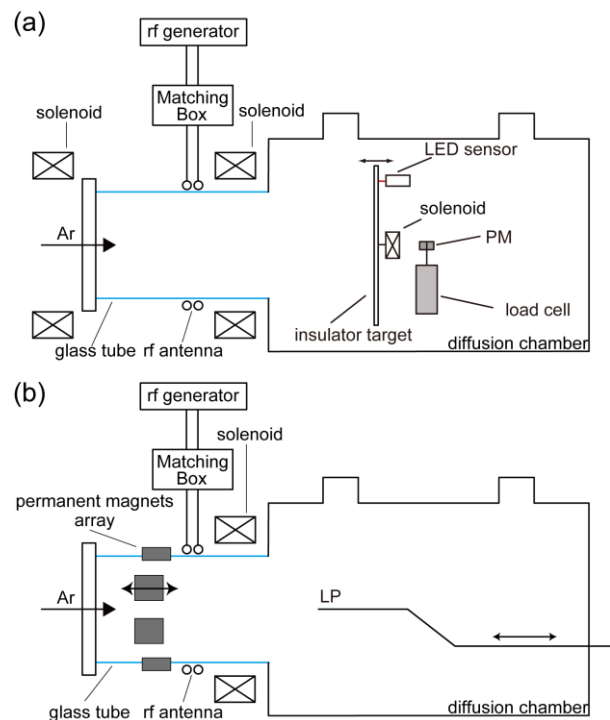 (a)
rf generator
Matching
Box
solenoid
solenoid
LED sensor
solenoid
Ar
PM
load cell
insulator target
glass tube
rf antenna
diffusion chamber
(b)
rf generator
solenoid
Matching
Box
permanent magnets
array
Ar
LP
glass tube
rf antenna
diffusion chamber